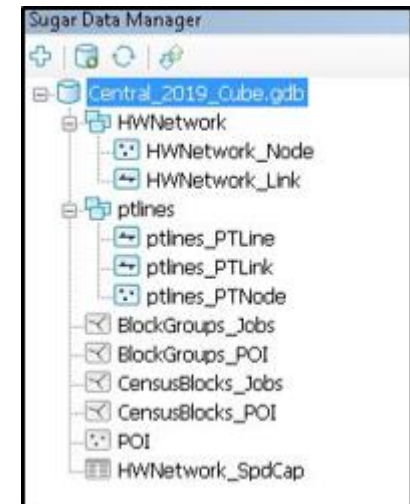 Sugar Data Manager
Central_2019_Cube.gdb
HWNetwork
HWNetwork_Node
HWNetwork_Link
ptlines
ptlines_PTLine
ptlines_PTLink
ptlines_PTNode
BlockGroups_Jobs
BlockGroups_POI
CensusBlocks_Jobs
CensusBlocks_POI
POI
HWNetwork_SpdCap